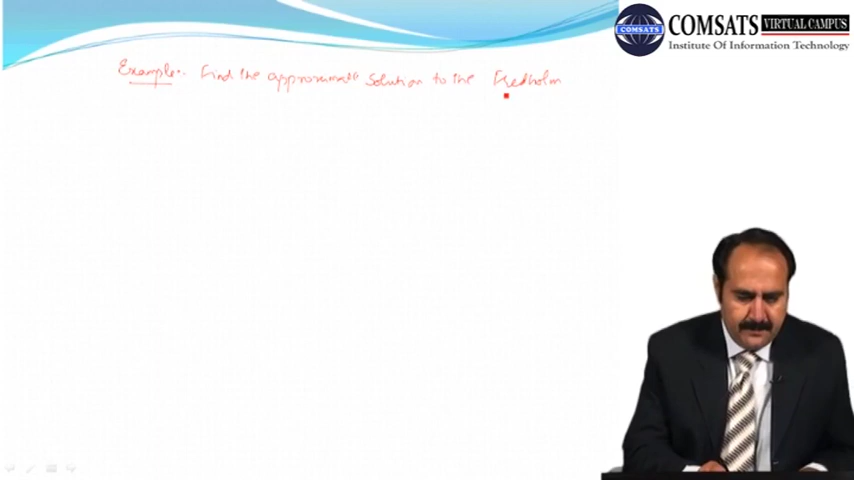 COMSATS VIRTUAL CAMPUS
COMSATS
Institute Of Information Technology
Example:- Find the approximate Solution to the Fredholm